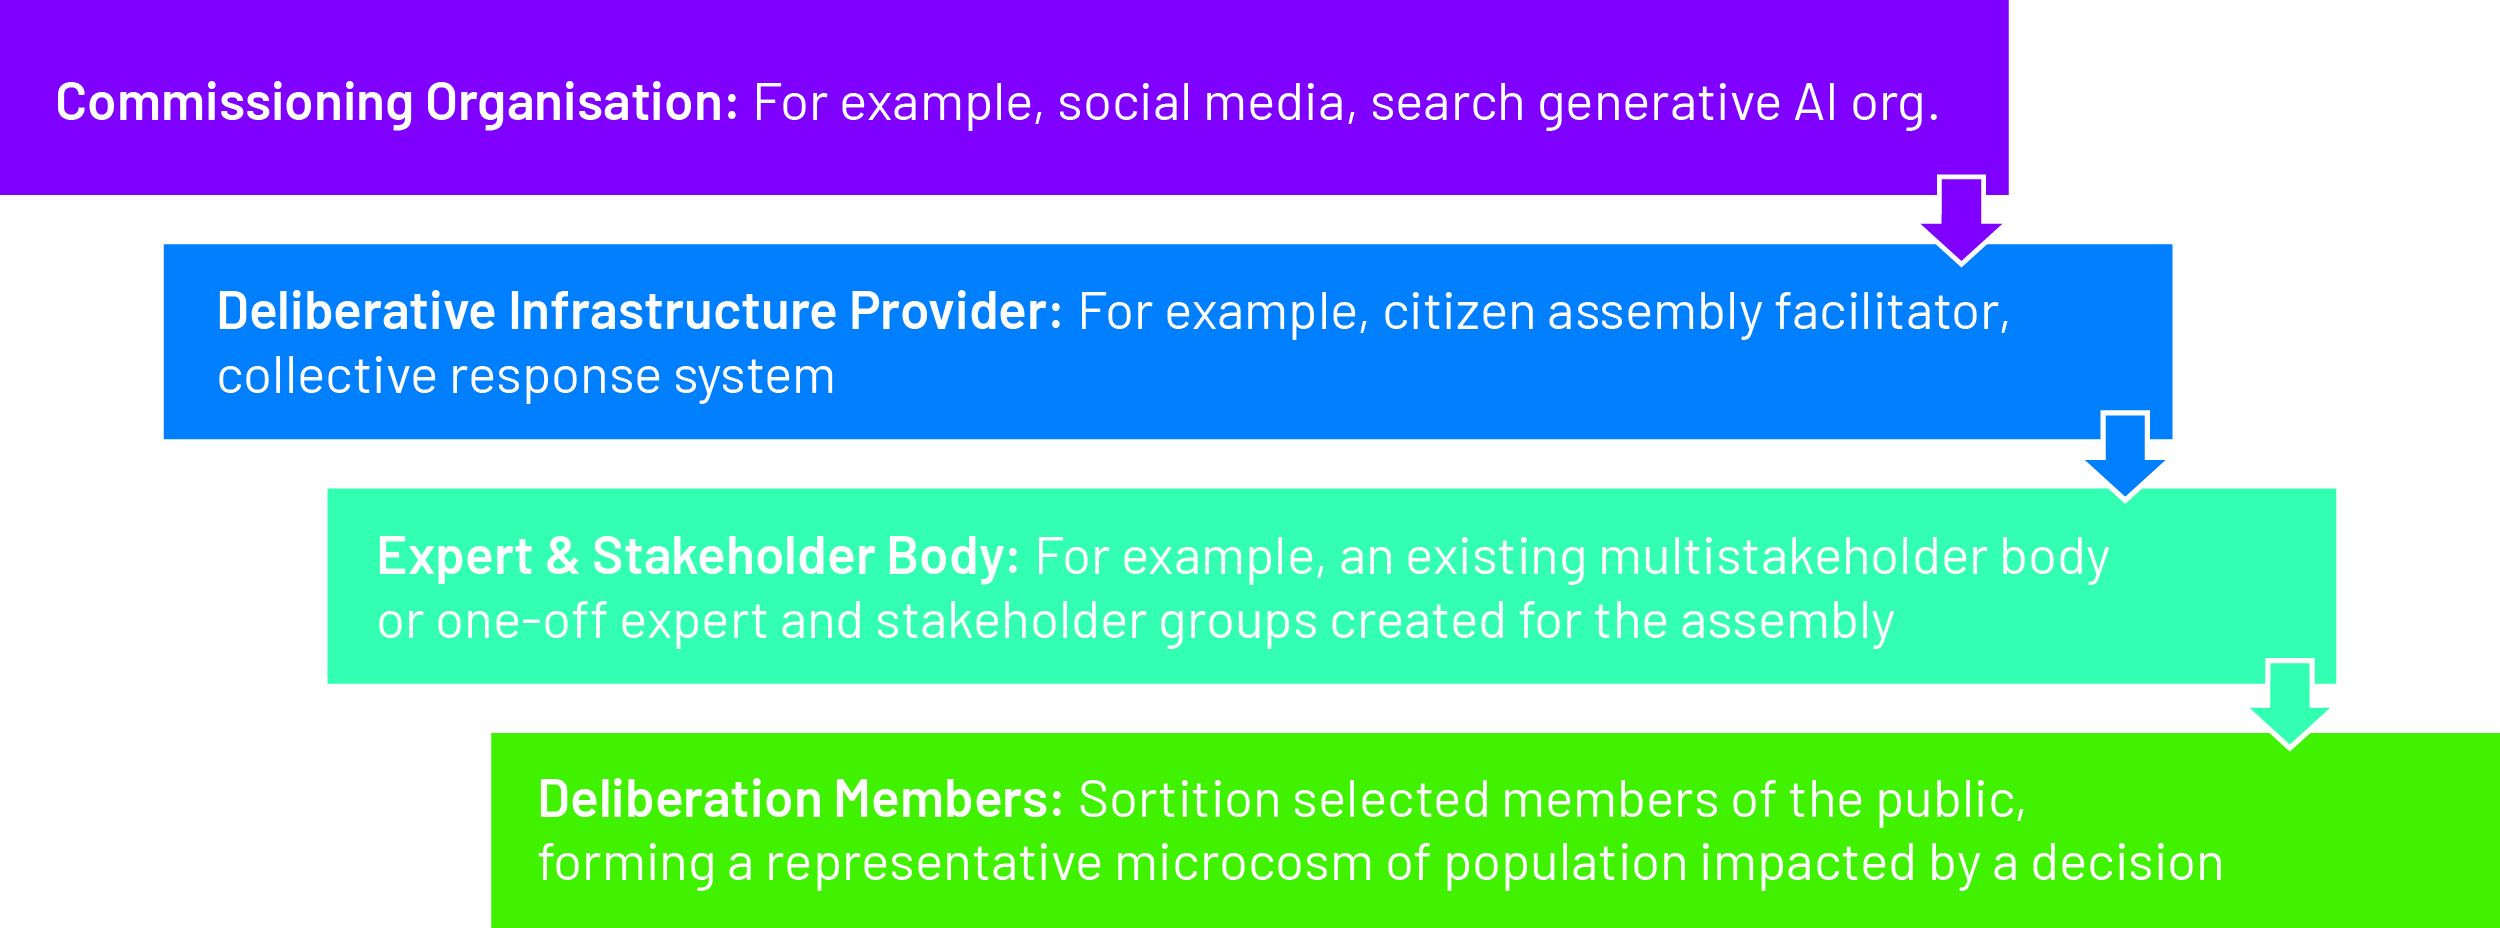 Commissioning Organisation: For example, social media, search generative AI org.
Deliberative Infrastructure Provider: For example, citizen assembly facilitator,
collective response system
Expert & Stakeholder Body: For example, an existing multistakeholder body
or one-off expert and stakeholder groups created for the assembly
Deliberation Members: Sortition selected members of the public,
forming a representative microcosm of population impacted by a decision